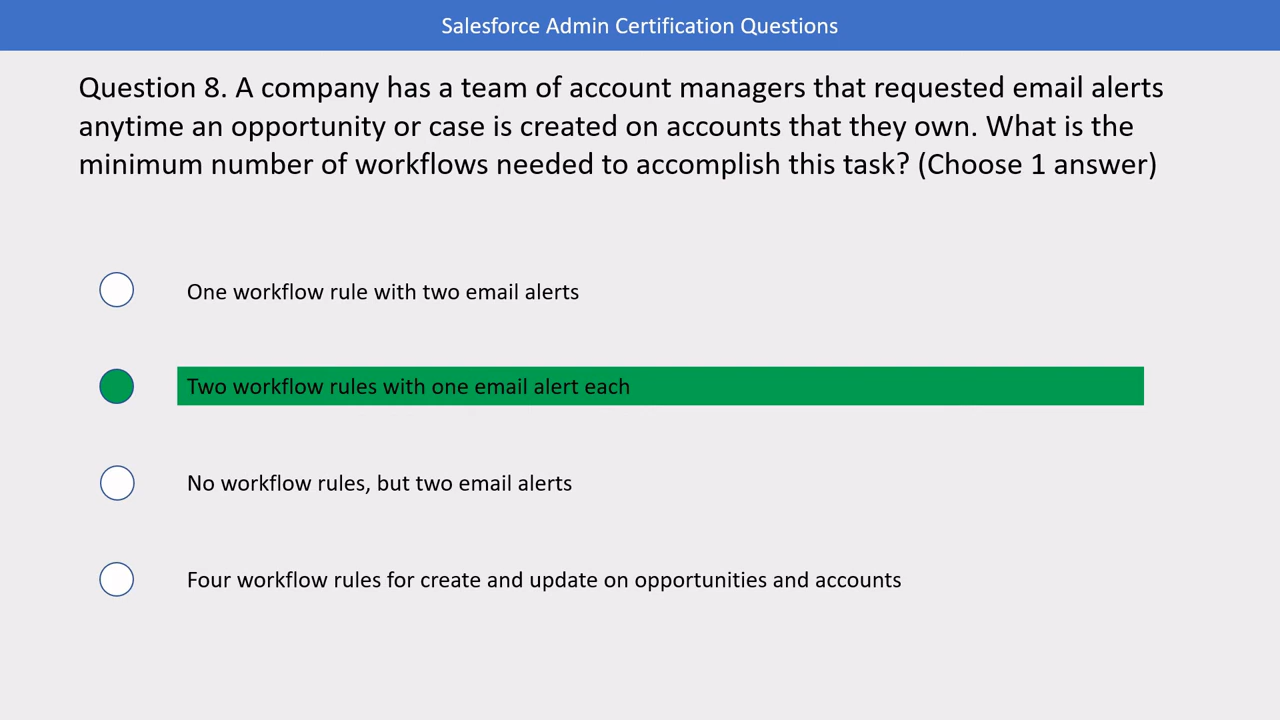 Salesforce Admin Certification Questions
Question 8. A company has a team of account managers that requested email alerts
anytime an opportunity or case is created on accounts that they own. What is the
minimum number of workflows needed to accomplish this task? (Choose 1 answer)
One workflow rule with two email alerts
Two workflow rules with one email alert each
No workflow rules, but two email alerts
Four workflow rules for create and update on opportunities and accounts